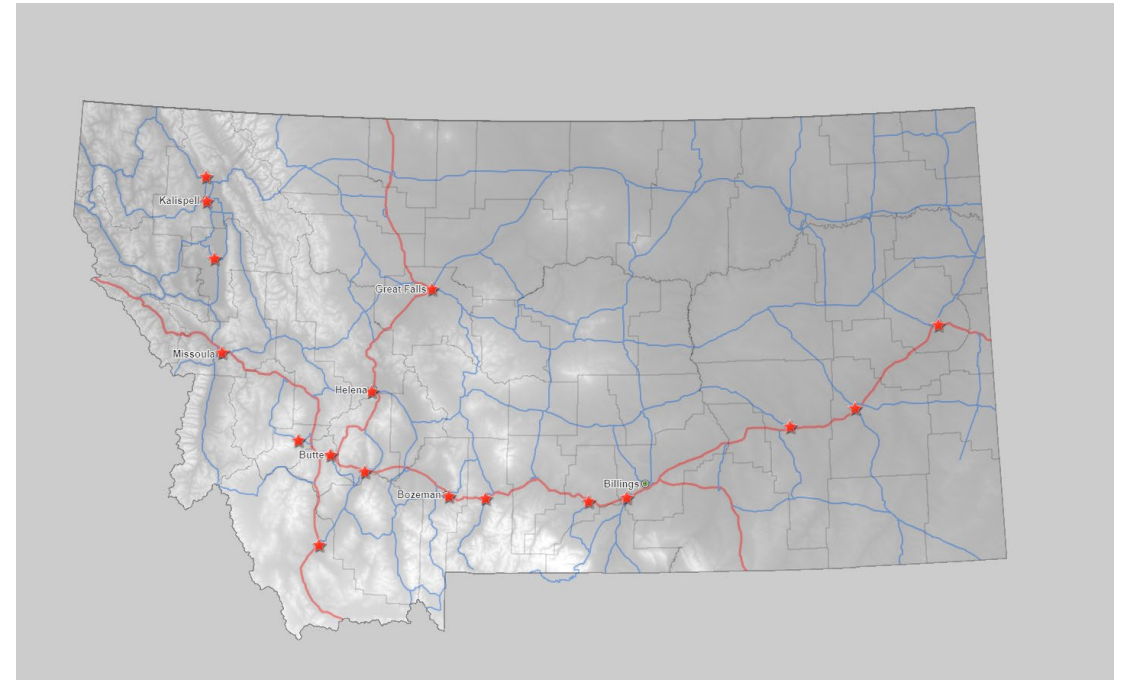 Kalispell
Great Falls
Missoula
Helena
Butte
Bozeman
Billings